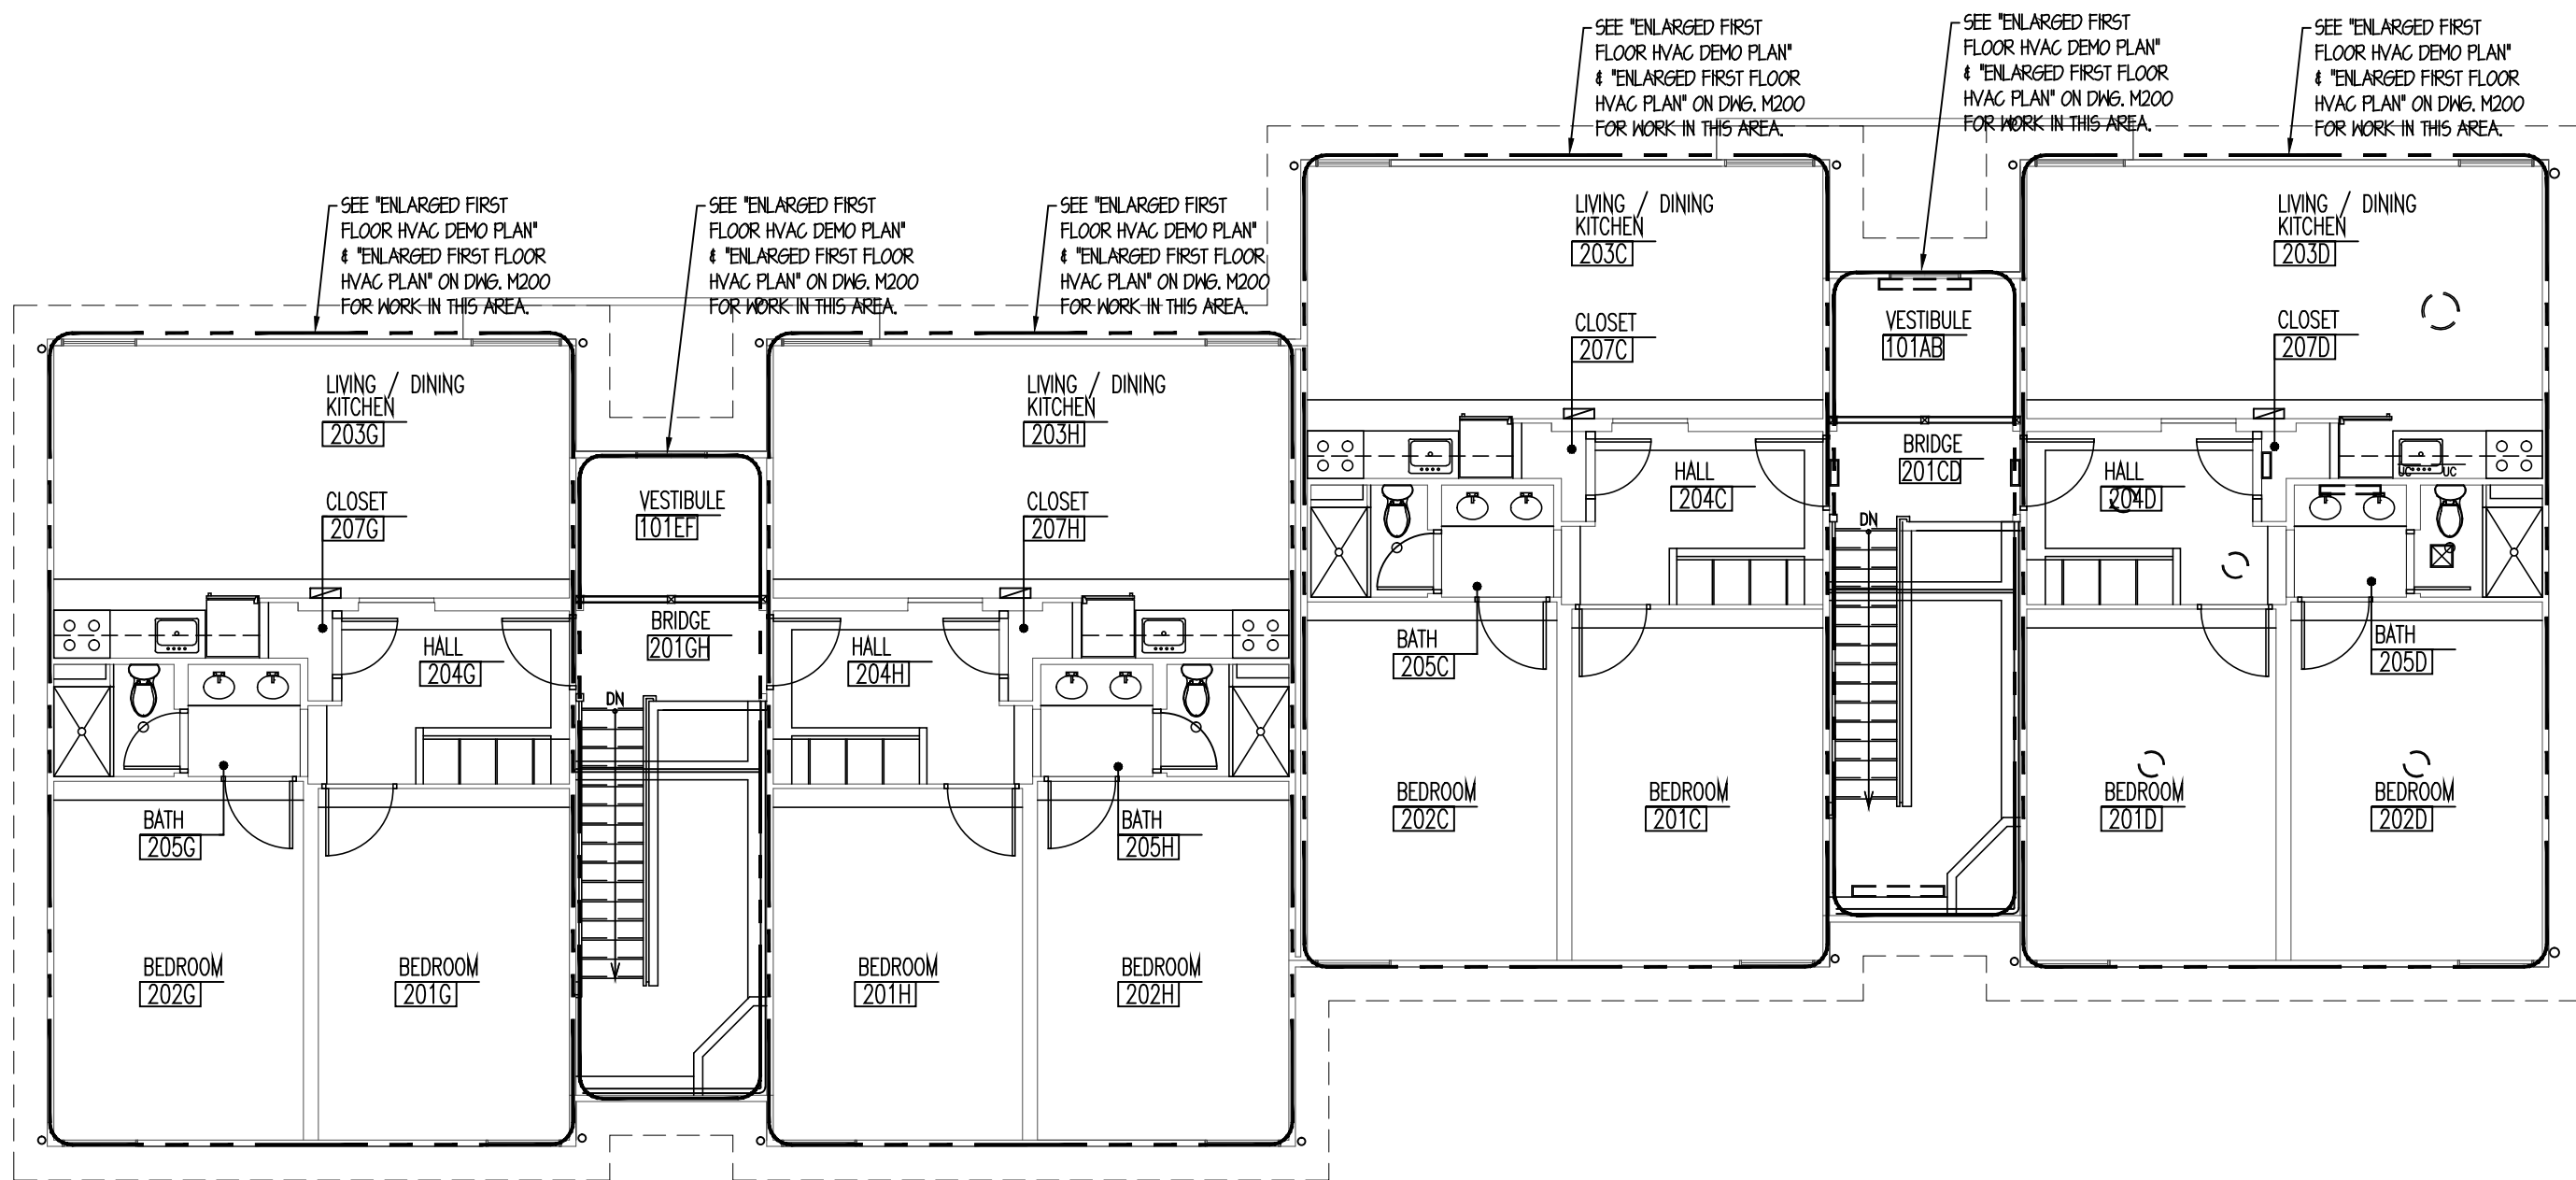 SEE "ENLARGED FIRST
FLOOR HVAC DEMO PLAN"
& "ENLARGED FIRST FLOOR
HVAC PLAN" ON DWG. M200
FOR WORK IN THIS AREA.
SEE "ENLARGED FIRST
FLOOR HVAC DEMO PLAN"
& "ENLARGED FIRST FLOOR
HVAC PLAN" ON DWG. M200
FOR WORK IN THIS AREA.
SEE "ENLARGED FIRST
FLOOR HVAC DEMO PLAN"
& "ENLARGED FIRST FLOOR
HVAC PLAN" ON DWG. M200
FOR WORK IN THIS AREA.
SEE "ENLARGED FIRST
FLOOR HVAC DEMO PLAN"
& "ENLARGED FIRST FLOOR
HVAC PLAN" ON DWG. M200
FOR WORK IN THIS AREA.
SEE "ENLARGED FIRST
FLOOR HVAC DEMO PLAN"
& "ENLARGED FIRST FLOOR
HVAC PLAN" ON DWG. M200
FOR WORK IN THIS AREA.
SEE "ENLARGED FIRST
FLOOR HVAC DEMO PLAN"
& "ENLARGED FIRST FLOOR
HVAC PLAN" ON DWG. M200
FOR WORK IN THIS AREA.
LIVING / DINING
KITCHEN
203G
CLOSET
207G
HALL
204G
BATH
205G
BEDROOM
202G
BEDROOM
201G
VESTIBULE
101EF
BRIDGE
201GH
DN
LIVING / DINING
KITCHEN
203H
CLOSET
207H
HALL
204H
BATH
205H
BEDROOM
201H
BEDROOM
202H
LIVING / DINING
KITCHEN
203C
CLOSET
207C
HALL
204C
BATH
205C
BEDROOM
202C
BEDROOM
201C
VESTIBULE
101AB
BRIDGE
201CD
DN
LIVING / DINING
KITCHEN
203D
CLOSET
207D
UC UC
HALL
204D
BATH
205D
BEDROOM
201D
BEDROOM
202D